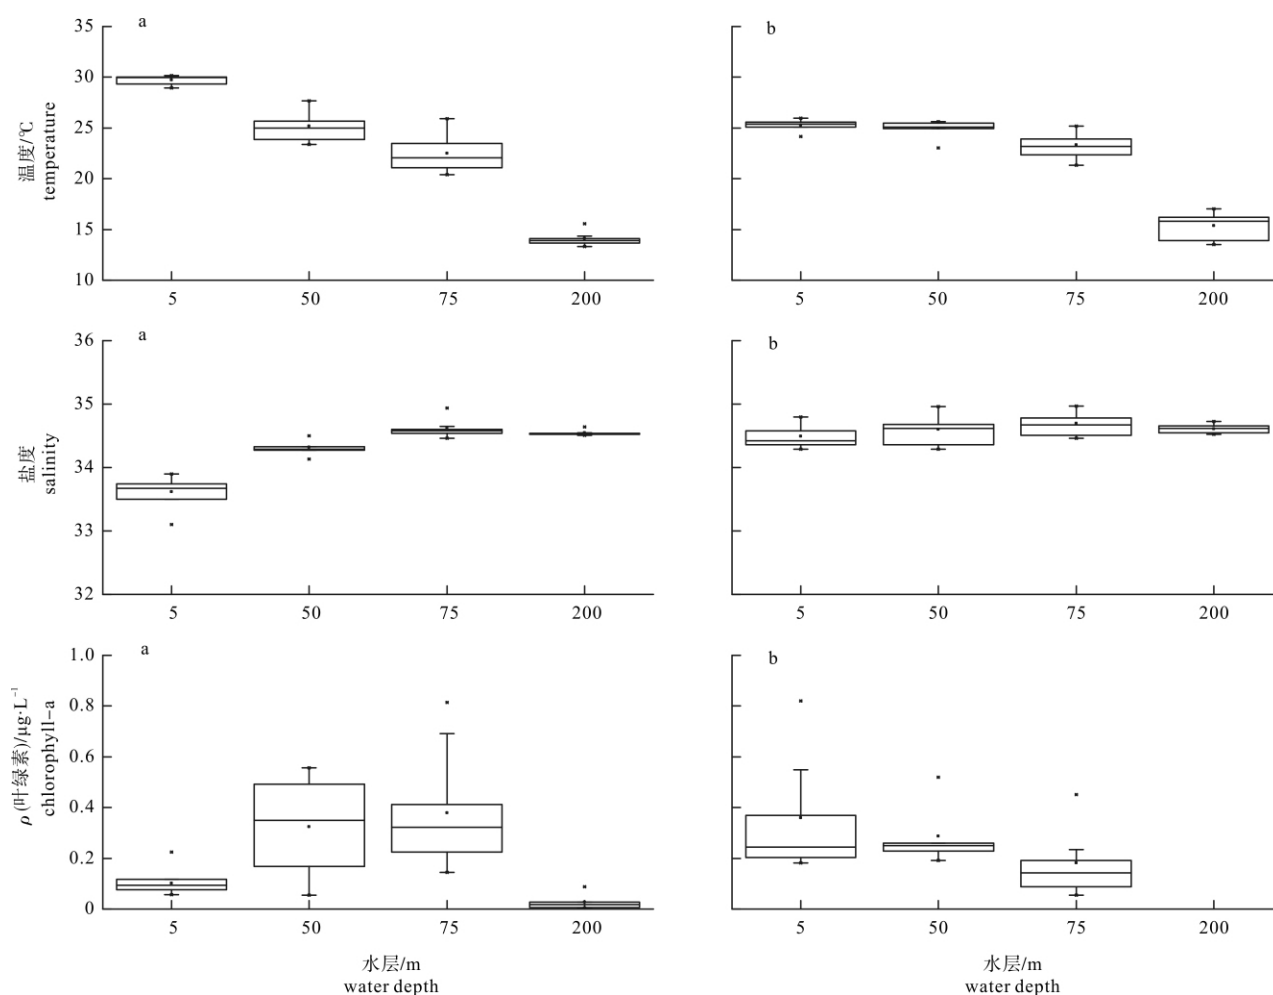 a
35
30
25
20
15
10
温度/℃
temperature
5 50 75 200
b
5 50 75 200
a
36
35
34
33
32
盐度
salinity
5 50 75 200
b
5 50 75 200
a
1.0
0.8
0.6
0.4
0.2
0
ρ(叶绿素)/μg·L⁻¹
chlorophyll-a
5 50 75 200
水层/m
water depth
b
5 50 75 200
水层/m
water depth